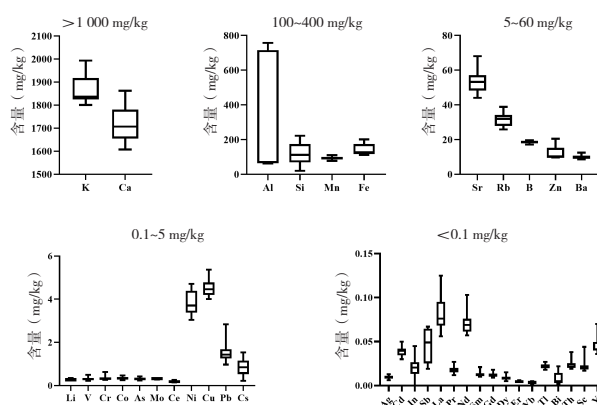 >1 000 mg/kg
含量（mg/kg）
2100
2000
1900
1800
1700
1600
1500
K Ca
100~400 mg/kg
含量（mg/kg）
800
600
400
200
0
Al Si Mn Fe
5~60 mg/kg
含量（mg/kg）
80
60
40
20
0
Sr Rb B Zn Ba
0.1~5 mg/kg
含量（mg/kg）
6
4
2
0
Li V Cr Co As Mo Ce Ni Cu Pb Cs
<0.1 mg/kg
含量（mg/kg）
0.15
0.10
0.05
0.00
Ag Cd In Sb La Pr Nd Gd Dy Er Yb Tl Bi Th Sc